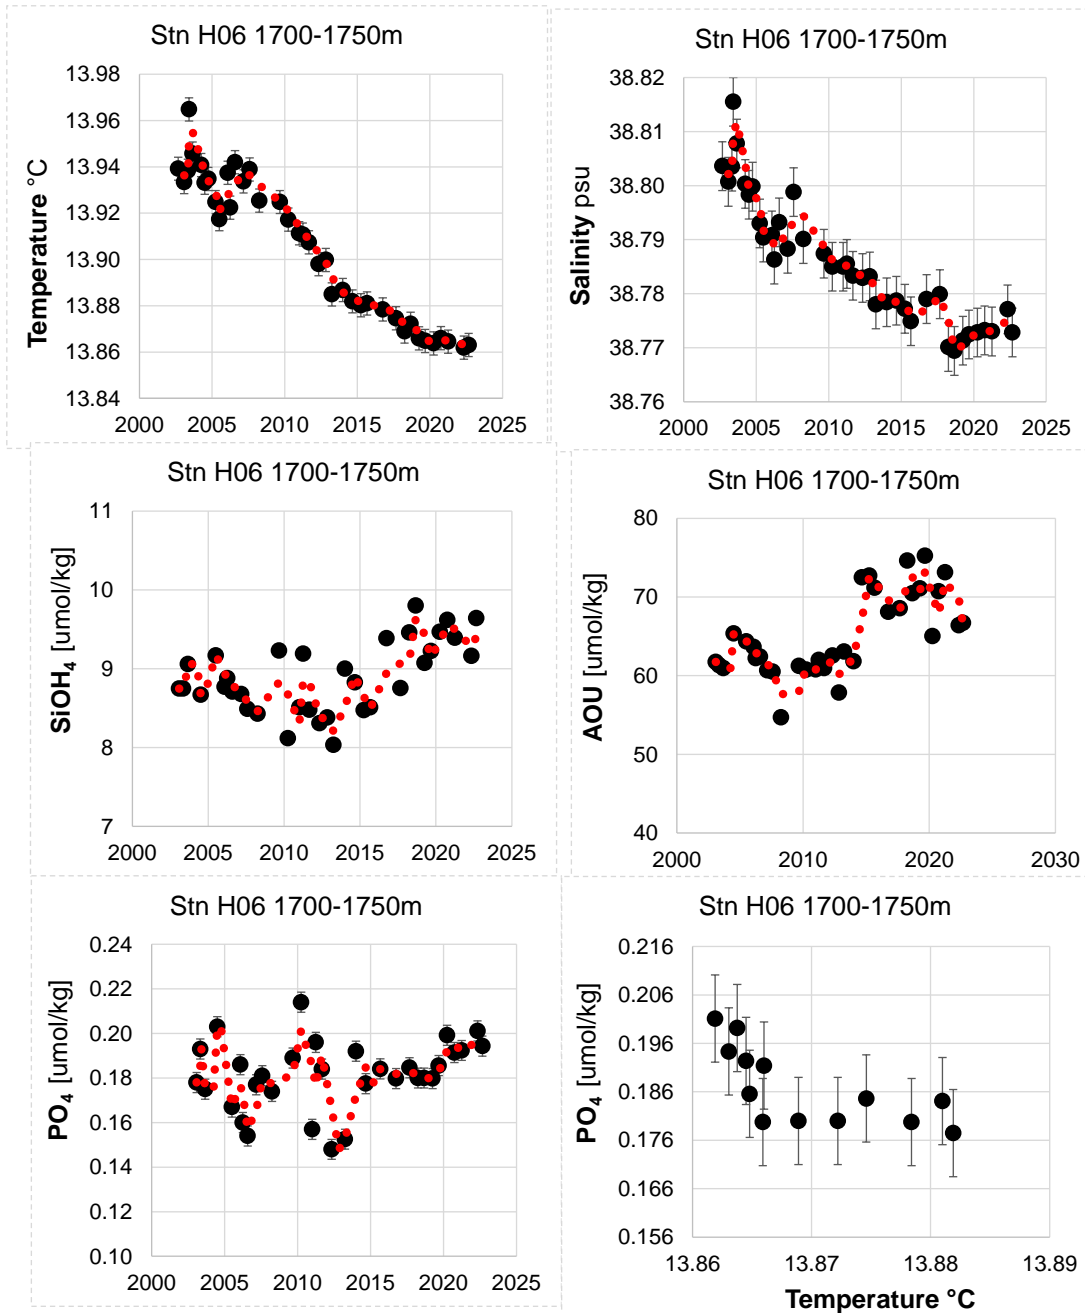 Stn H06 1700-1750m
Temperature °C
13.98
13.96
13.94
13.92
13.90
13.88
13.86
13.84
2000 2005 2010 2015 2020 2025
Stn H06 1700-1750m
Salinity psu
38.82
38.81
38.80
38.79
38.78
38.77
38.76
2000 2005 2010 2015 2020 2025
Stn H06 1700-1750m
SiOH4 [umol/kg]
11
10
9
8
7
2000 2005 2010 2015 2020 2025
Stn H06 1700-1750m
AOU [umol/kg]
80
70
60
50
40
2000 2010 2020 2030
Stn H06 1700-1750m
PO4 [umol/kg]
0.24
0.22
0.20
0.18
0.16
0.14
0.12
0.10
2000 2005 2010 2015 2020 2025
Stn H06 1700-1750m
PO4 [umol/kg]
0.216
0.206
0.196
0.186
0.176
0.166
0.156
13.86 13.87 13.88 13.89
Temperature °C